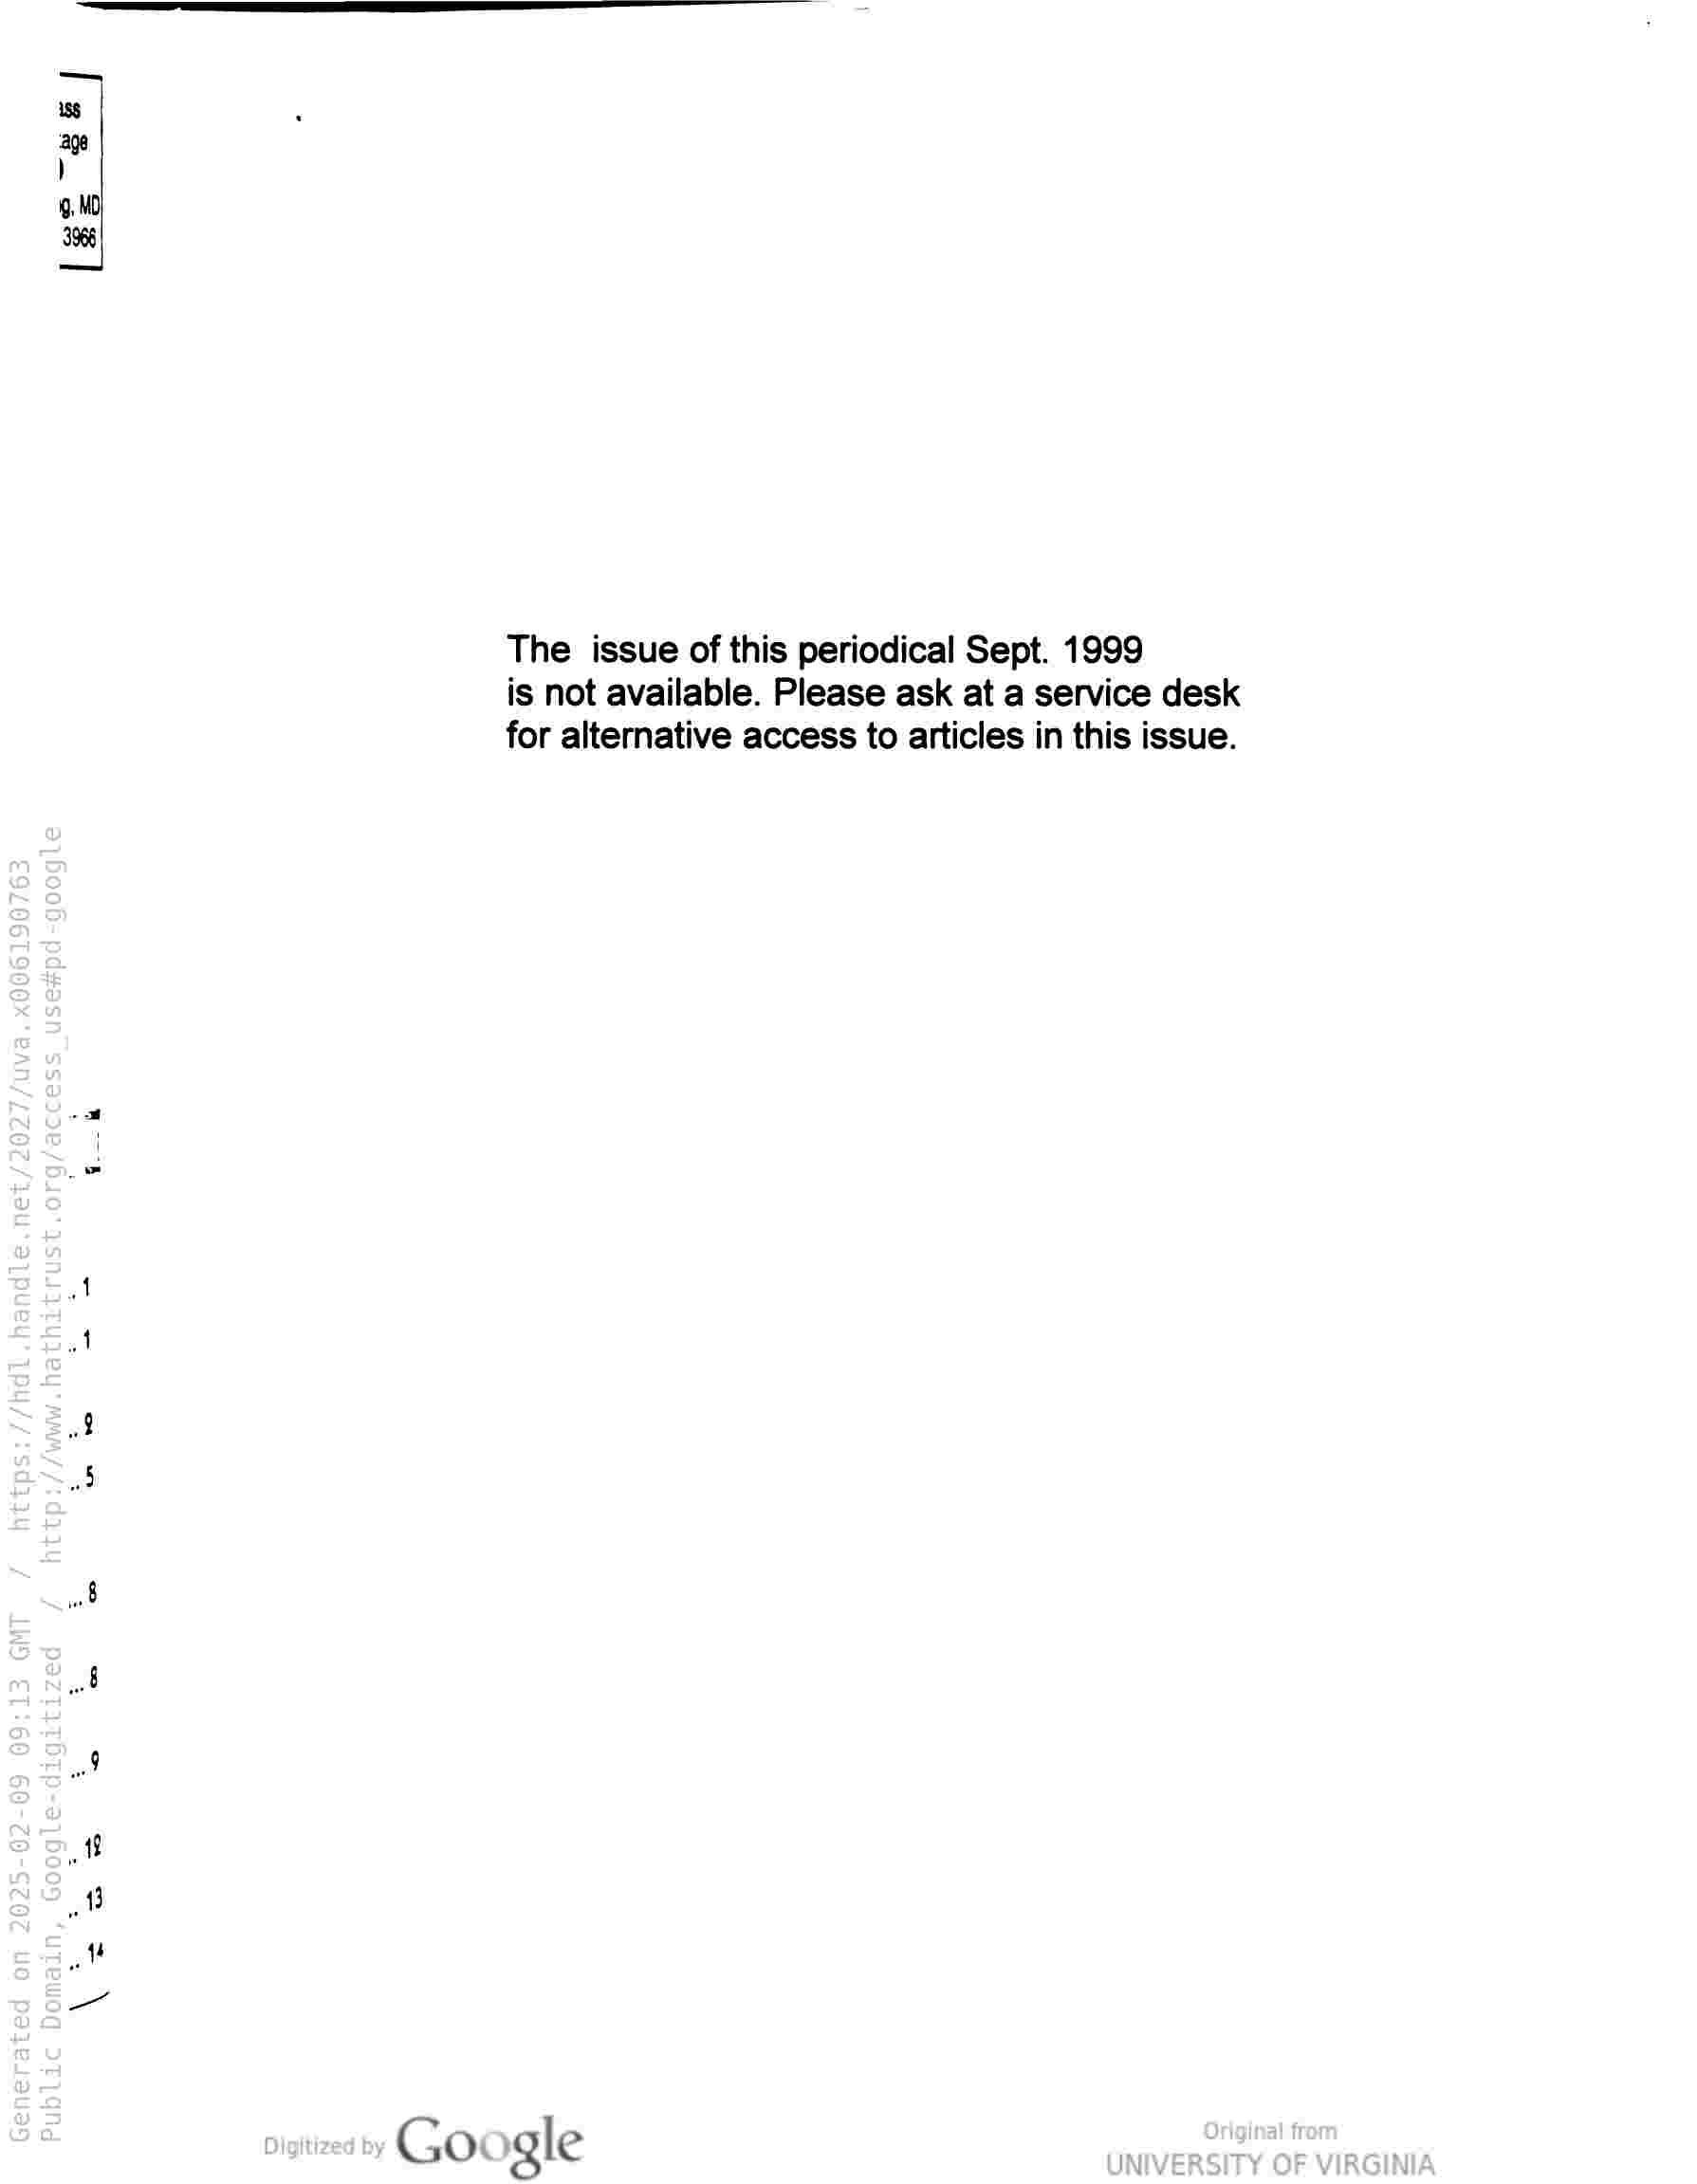 ass
age
)
g, MD
3966
The issue of this periodical Sept. 1999
is not available. Please ask at a service desk
for alternative access to articles in this issue.
.. 1
.. 1
.. 2
.. 5
... 8
... 8
... 9
.. 12
.. 13
.. 14
Generated on 2025-02-09 09:13 GMT / https://hdl.handle.net/2027/uva.x006190763
Public Domain, Google-digitized / http://www.hathitrust.org/access_use#pd-google
Digitized by Google
Original from
UNIVERSITY OF VIRGINIA